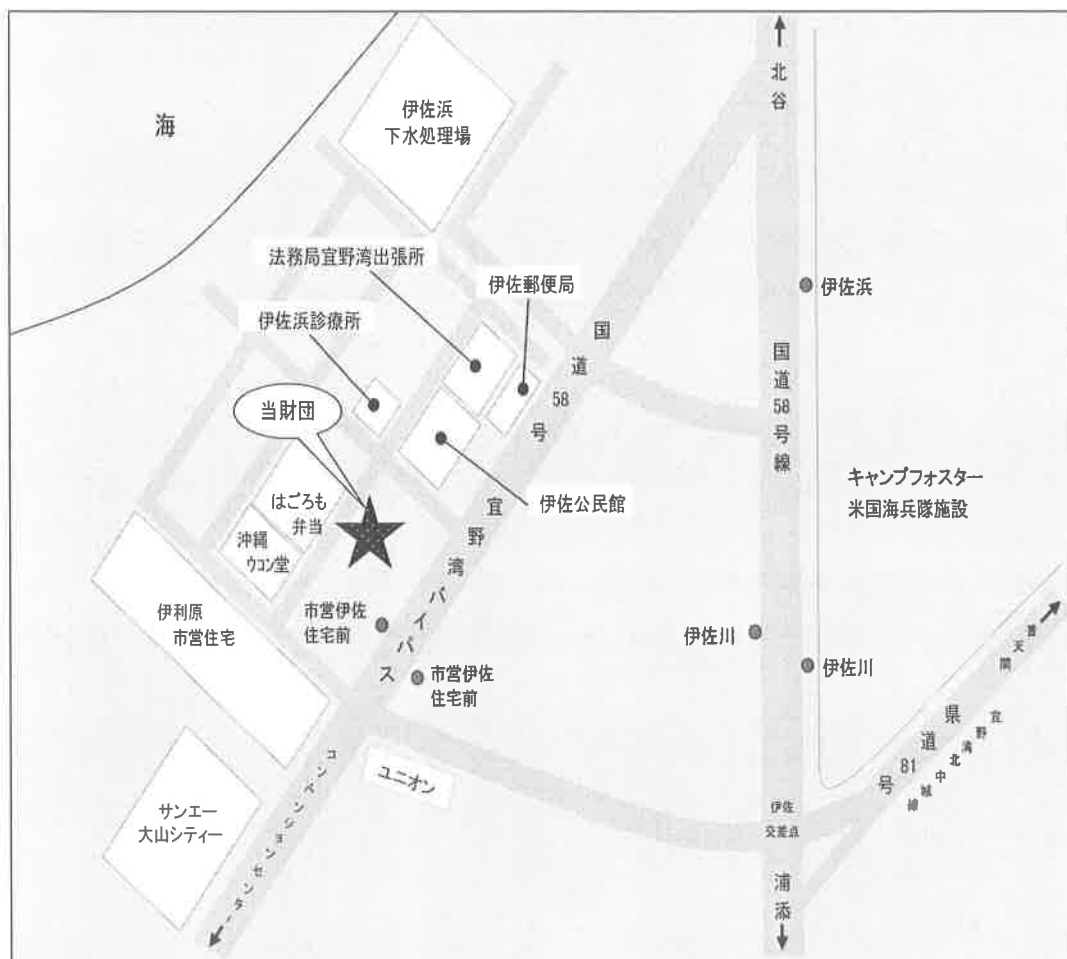 海
伊佐浜
下水処理場
北谷
法務局宜野湾出張所
伊佐郵便局
伊佐浜
伊佐浜診療所
国道58号
国道58号線
当財団
キャンプフォスター
米国海兵隊施設
伊佐公民館
はごろも
弁当
沖縄
ウコン堂
宜野湾バイパス
伊利原
市営住宅
市営伊佐
住宅前
市営伊佐
住宅前
伊佐川
伊佐川
普天間
県道81号
宜野湾北中城線
コンベンションセンター
ユニオン
サンエー
大山シティー
伊佐
交差点
浦添